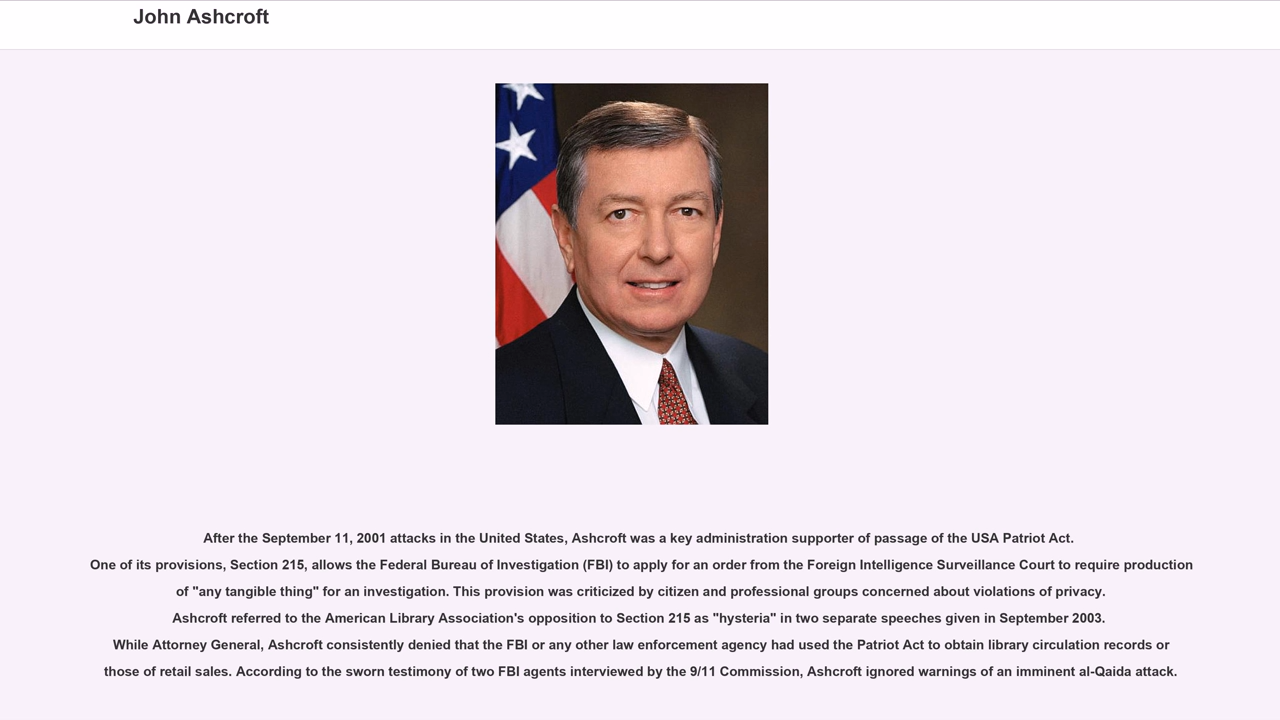 John Ashcroft
After the September 11, 2001 attacks in the United States, Ashcroft was a key administration supporter of passage of the USA Patriot Act.
One of its provisions, Section 215, allows the Federal Bureau of Investigation (FBI) to apply for an order from the Foreign Intelligence Surveillance Court to require production
of "any tangible thing" for an investigation. This provision was criticized by citizen and professional groups concerned about violations of privacy.
Ashcroft referred to the American Library Association's opposition to Section 215 as "hysteria" in two separate speeches given in September 2003.
While Attorney General, Ashcroft consistently denied that the FBI or any other law enforcement agency had used the Patriot Act to obtain library circulation records or
those of retail sales. According to the sworn testimony of two FBI agents interviewed by the 9/11 Commission, Ashcroft ignored warnings of an imminent al-Qaida attack.